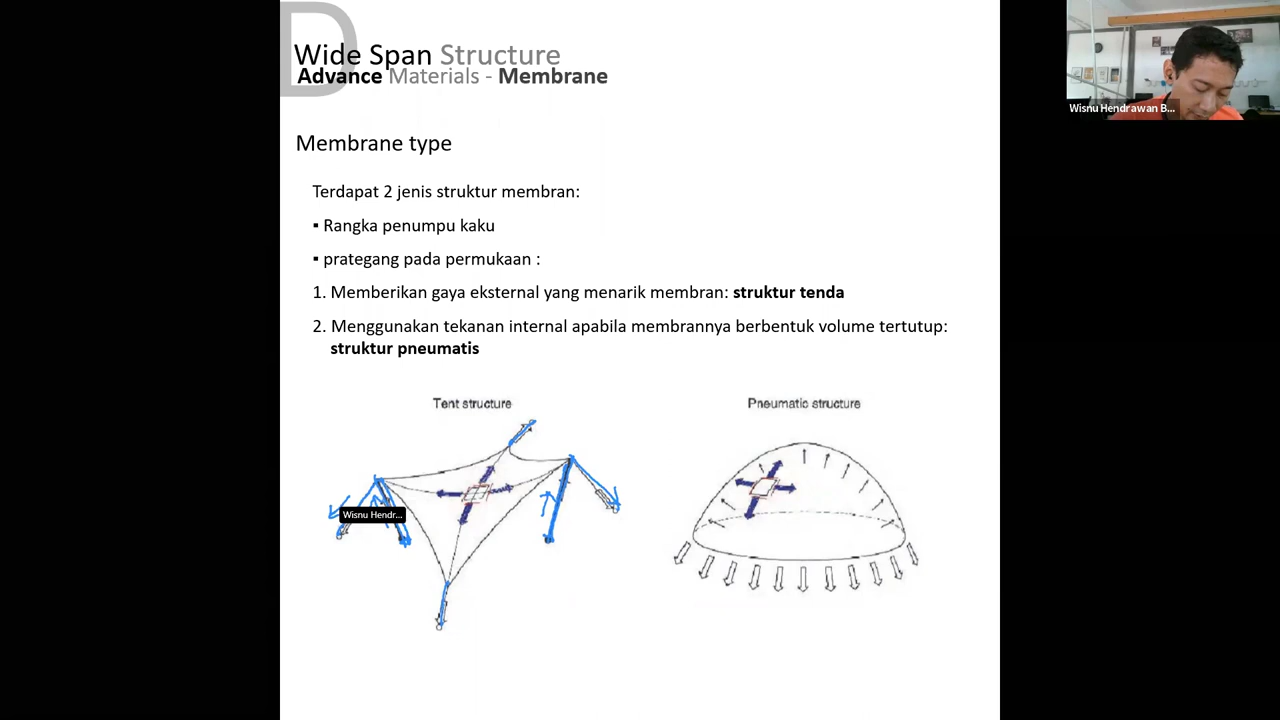 D
Wide Span Structure
Advance Materials - Membrane
Wisnu Hendrawan B...
Membrane type
Terdapat 2 jenis struktur membran:
▪ Rangka penumpu kaku
▪ prategang pada permukaan :
1. Memberikan gaya eksternal yang menarik membran: struktur tenda
2. Menggunakan tekanan internal apabila membrannya berbentuk volume tertutup:
struktur pneumatis
Tent structure
Pneumatic structure
Wisnu Hendr...